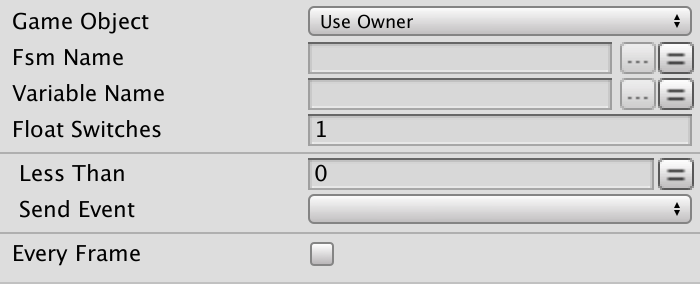 Game Object Use Owner
Fsm Name ... =
Variable Name ... =
Float Switches 1
Less Than 0 =
Send Event
Every Frame